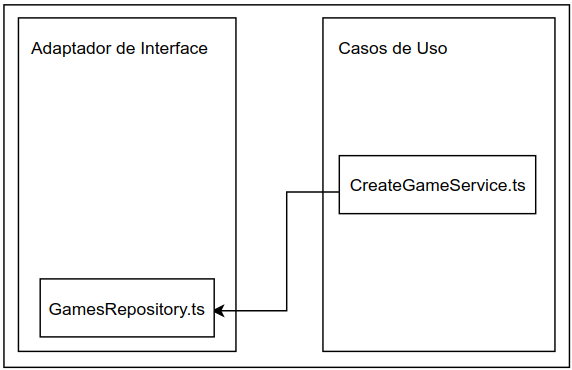 Adaptador de Interface
Casos de Uso
CreateGameService.ts
GamesRepository.ts